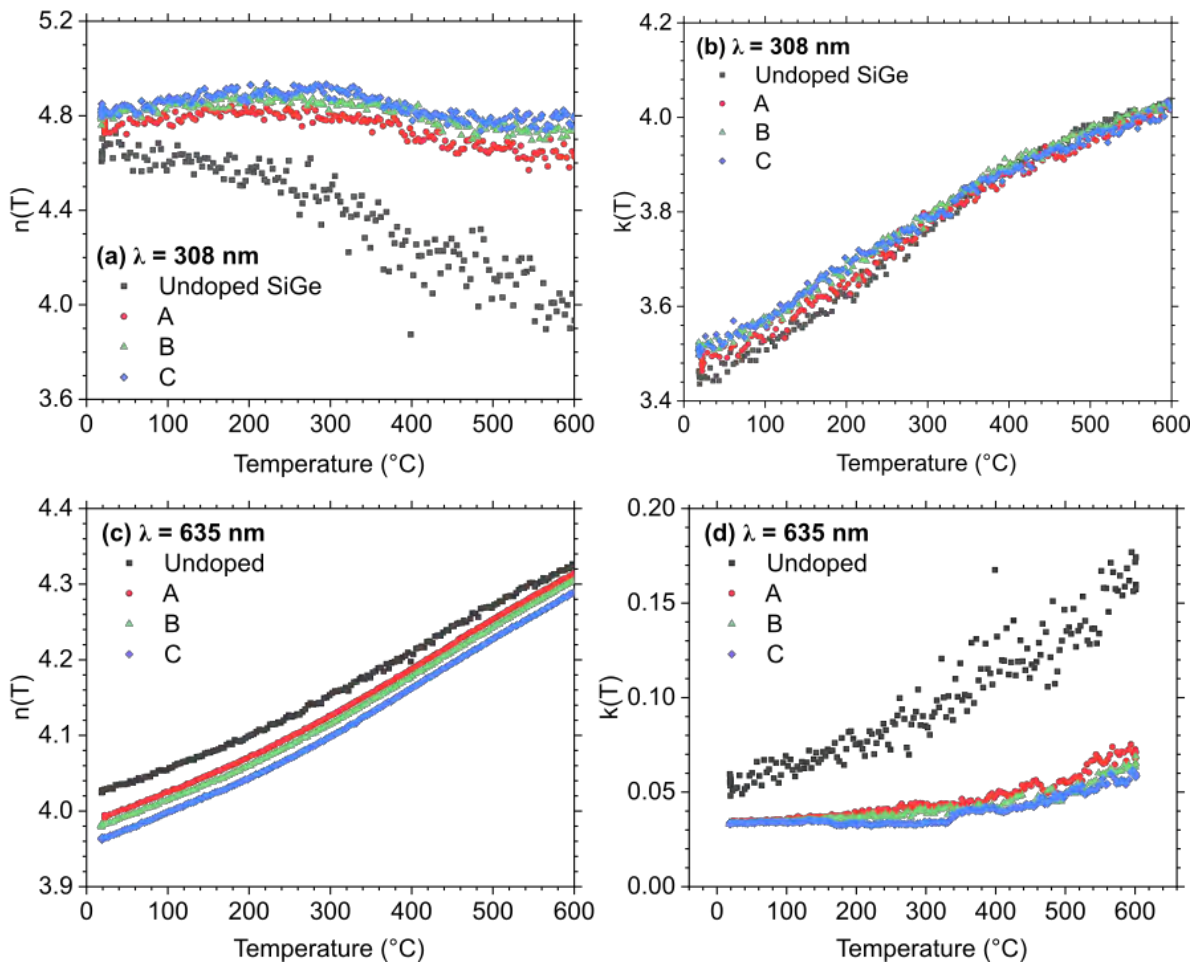 5.2
4.8
4.4
4.0
3.6
n(T)
(a) λ = 308 nm
Undoped SiGe
A
B
C
0 100 200 300 400 500 600
Temperature (°C)
4.2
4.0
3.8
3.6
3.4
k(T)
(b) λ = 308 nm
Undoped SiGe
A
B
C
0 100 200 300 400 500 600
Temperature (°C)
4.4
4.3
4.2
4.1
4.0
3.9
n(T)
(c) λ = 635 nm
Undoped
A
B
C
0 100 200 300 400 500 600
Temperature (°C)
0.20
0.15
0.10
0.05
0.00
k(T)
(d) λ = 635 nm
Undoped
A
B
C
0 100 200 300 400 500 600
Temperature (°C)